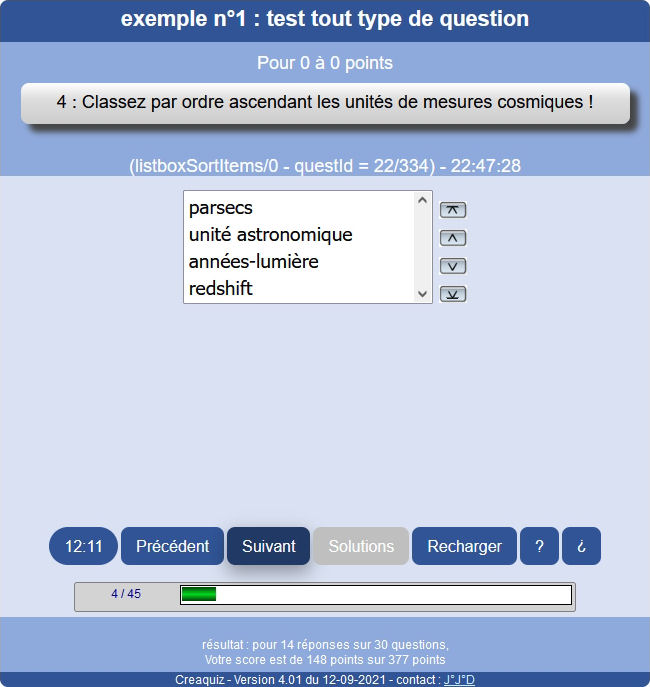 exemple n°1 : test tout type de question
Pour 0 à 0 points
4 : Classez par ordre ascendant les unités de mesures cosmiques !
(listboxSortItems/0 - questId = 22/334) - 22:47:28
parsecs
unité astronomique
années-lumière
redshift
12:11 Précédent Suivant Solutions Recharger ? ¿
4 / 45
résultat : pour 14 réponses sur 30 questions,
Votre score est de 148 points sur 377 points
Creaquiz - Version 4.01 du 12-09-2021 - contact : J°J°D